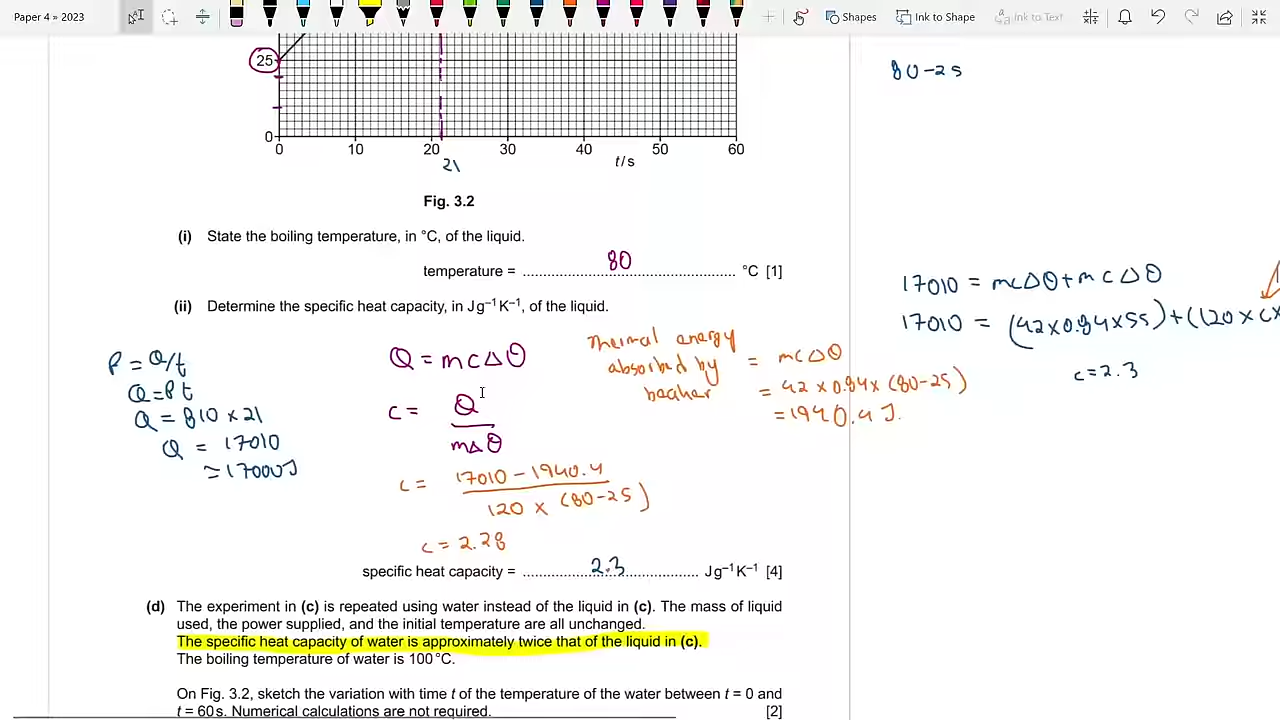 Paper 4 » 2023
Shapes
Ink to Shape
Ink to Text
80-25
25
0
0 10 20 30 40 50 60
21
t/s
Fig. 3.2
(i) State the boiling temperature, in °C, of the liquid.
temperature = 80 °C [1]
(ii) Determine the specific heat capacity, in J g⁻¹ K⁻¹, of the liquid.
P = Q/t
Q = Pt
Q = 810 × 21
Q = 17010
≃ 17000J
Q = mcΔθ
c = Q
mΔθ
c = 17010 - 1940.4
120 × (80-25)
c = 2.28
Thermal energy
absorbed by
beaker
= mcΔθ
= 42 × 0.84 × (80-25)
= 1940.4 J.
17010 = mcΔθ + mcΔθ
17010 = (42×0.84×55)+((120×c×
c = 2.3
specific heat capacity = 2.3 J g⁻¹ K⁻¹ [4]
(d) The experiment in (c) is repeated using water instead of the liquid in (c). The mass of liquid
used, the power supplied, and the initial temperature are all unchanged.
The specific heat capacity of water is approximately twice that of the liquid in (c).
The boiling temperature of water is 100 °C.
On Fig. 3.2, sketch the variation with time t of the temperature of the water between t = 0 and
t = 60 s. Numerical calculations are not required. [2]